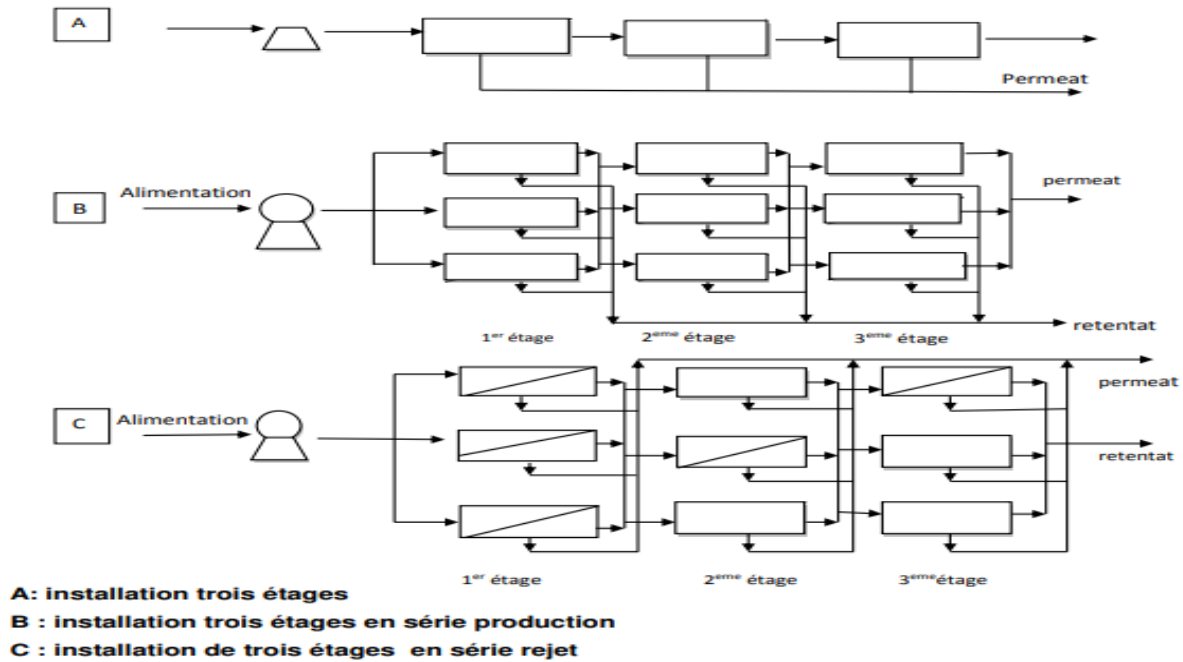 A
Permeat
Alimentation
permeat
B
retentat
1er étage
2eme étage
3eme étage
permeat
Alimentation
C
retentat
1er étage
2eme étage
3emeétage
A: installation trois étages
B : installation trois étages en série production
C : installation de trois étages en série rejet